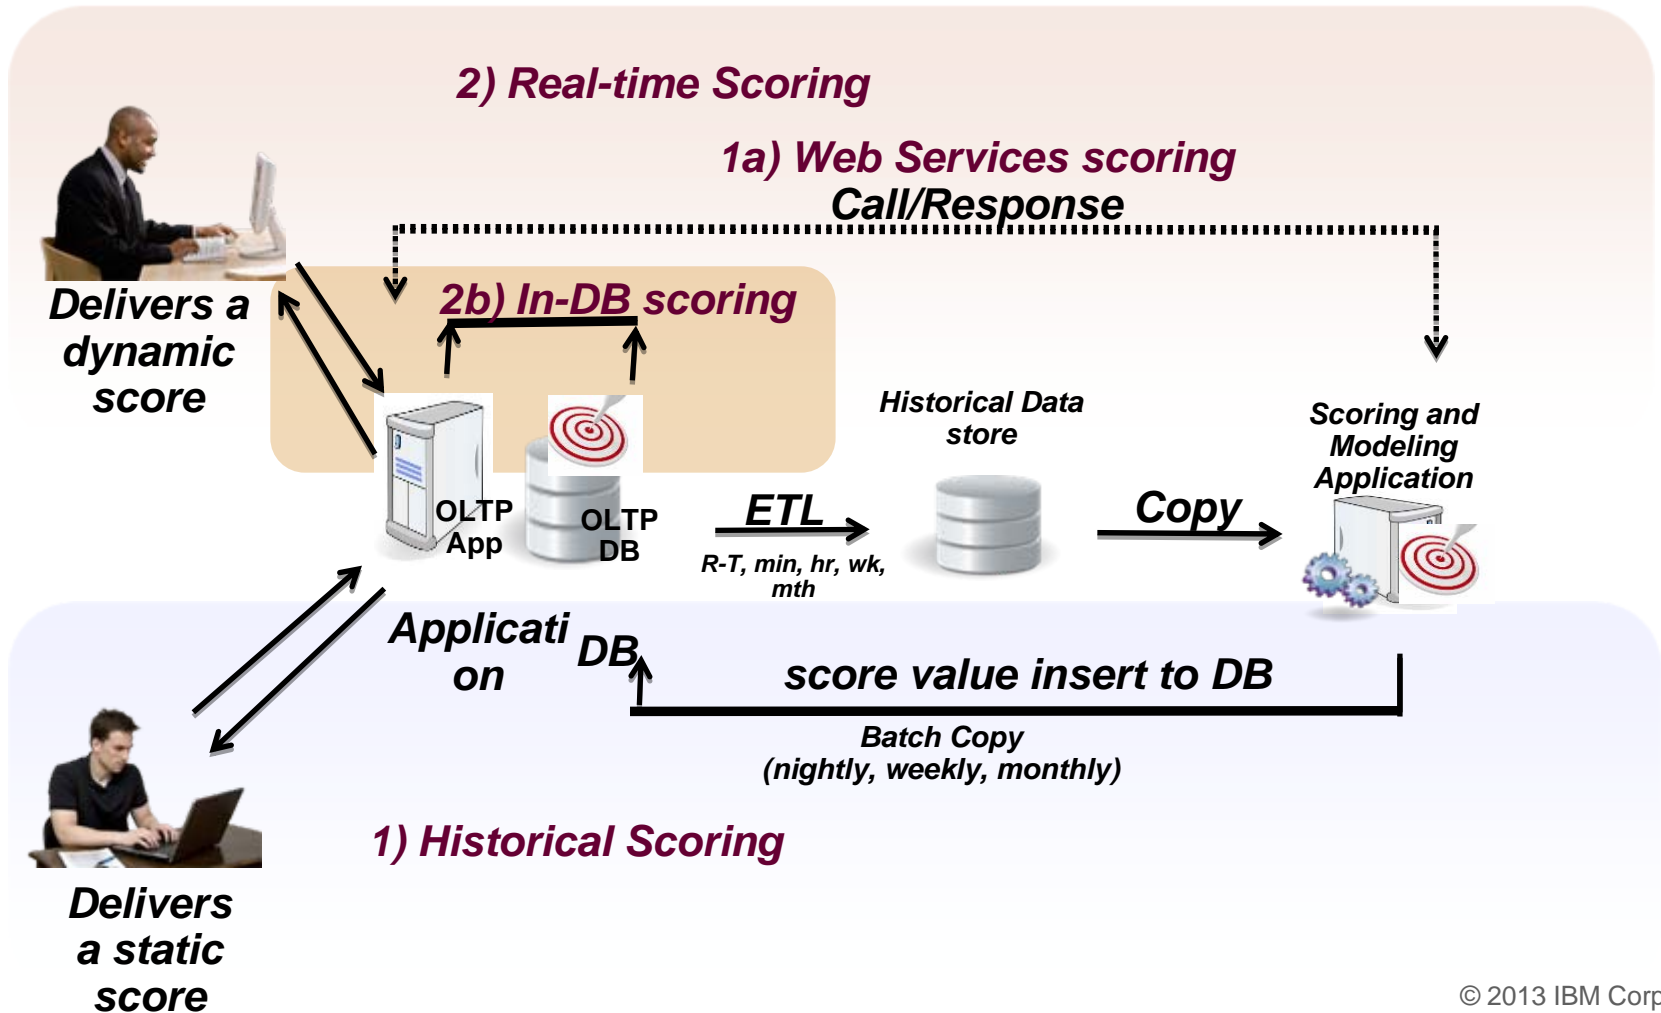 2) Real-time Scoring
1a) Web Services scoring
Call/Response
Delivers a
dynamic
score
2b) In-DB scoring
Historical Data
store
Scoring and
Modeling
Application
OLTP
App
OLTP
DB
ETL
R-T, min, hr, wk,
mth
Copy
Applicati
on
DB
score value insert to DB
Batch Copy
(nightly, weekly, monthly)
1) Historical Scoring
Delivers
a static
score
© 2013 IBM Corp